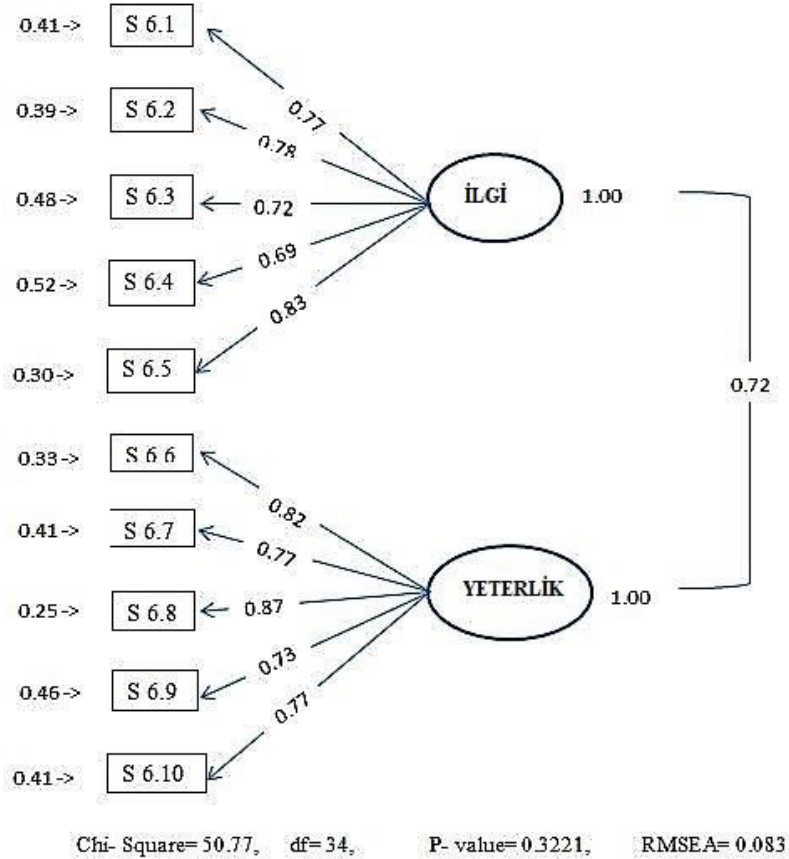 0.41-> S 6.1
0.77
0.39-> S 6.2
0.78
0.48-> S 6.3
0.72
İLGİ 1.00
0.69
0.52-> S 6.4
0.83
0.30-> S 6.5
0.72
0.33-> S 6.6
0.82
0.41-> S 6.7
0.77
YETERLİK 1.00
0.25-> S 6.8
0.87
0.73
0.46-> S 6.9
0.77
0.41-> S 6.10
Chi- Square= 50.77, df= 34, P- value= 0.3221, RMSEA= 0.083